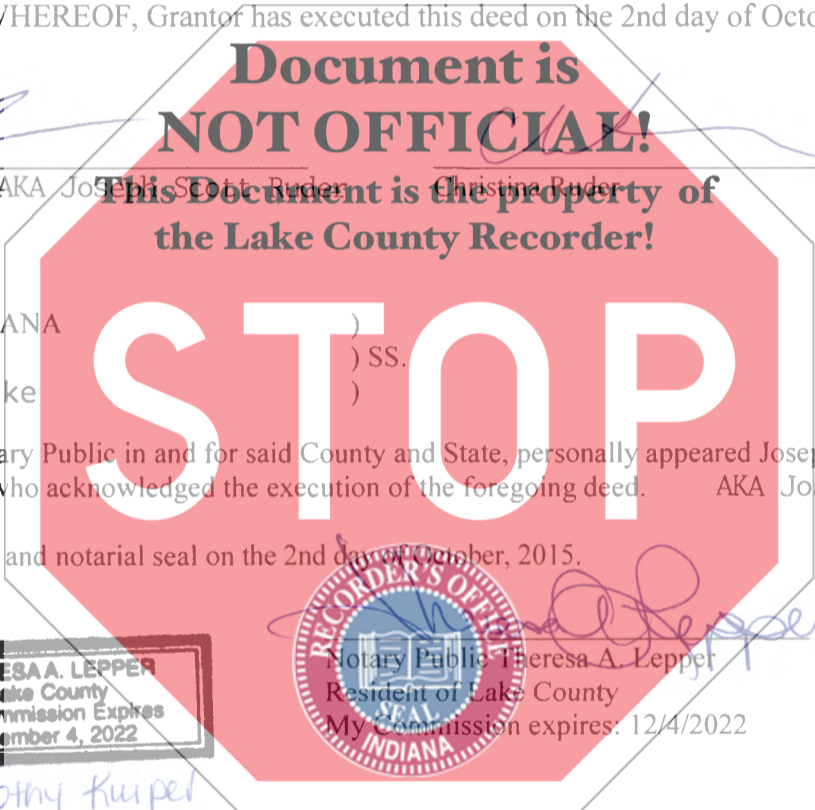 WHEREOF, Grantor has executed this deed on the 2nd day of Octo
Document is
NOT OFFICIAL!
AKA Joseph Scott Ruder Christina Ruder
This Document is the property of
the Lake County Recorder!
ANA )
) SS.
ke )
STOP
ary Public in and for said County and State, personally appeared Josep
who acknowledged the execution of the foregoing deed. AKA Jo
and notarial seal on the 2nd day of October, 2015.
RECORDER'S OFFICE
SEAL
INDIANA
Notary Public Theresa A. Lepper
Resident of Lake County
My Commission expires: 12/4/2022
ESA A. LEPPER
ake County
mmission Expires
ember 4, 2022
othy Kuiper